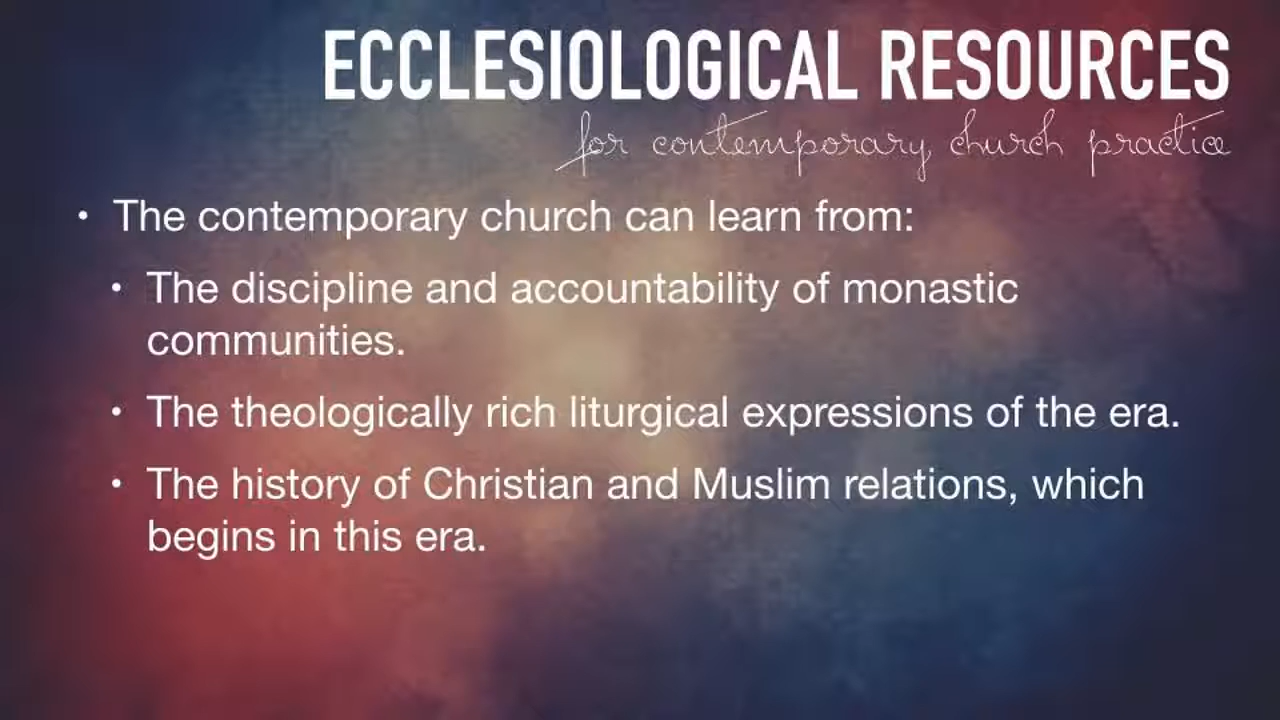 ECCLESIOLOGICAL RESOURCES
for contemporary church practice
• The contemporary church can learn from:
• The discipline and accountability of monastic
communities.
• The theologically rich liturgical expressions of the era.
• The history of Christian and Muslim relations, which
begins in this era.